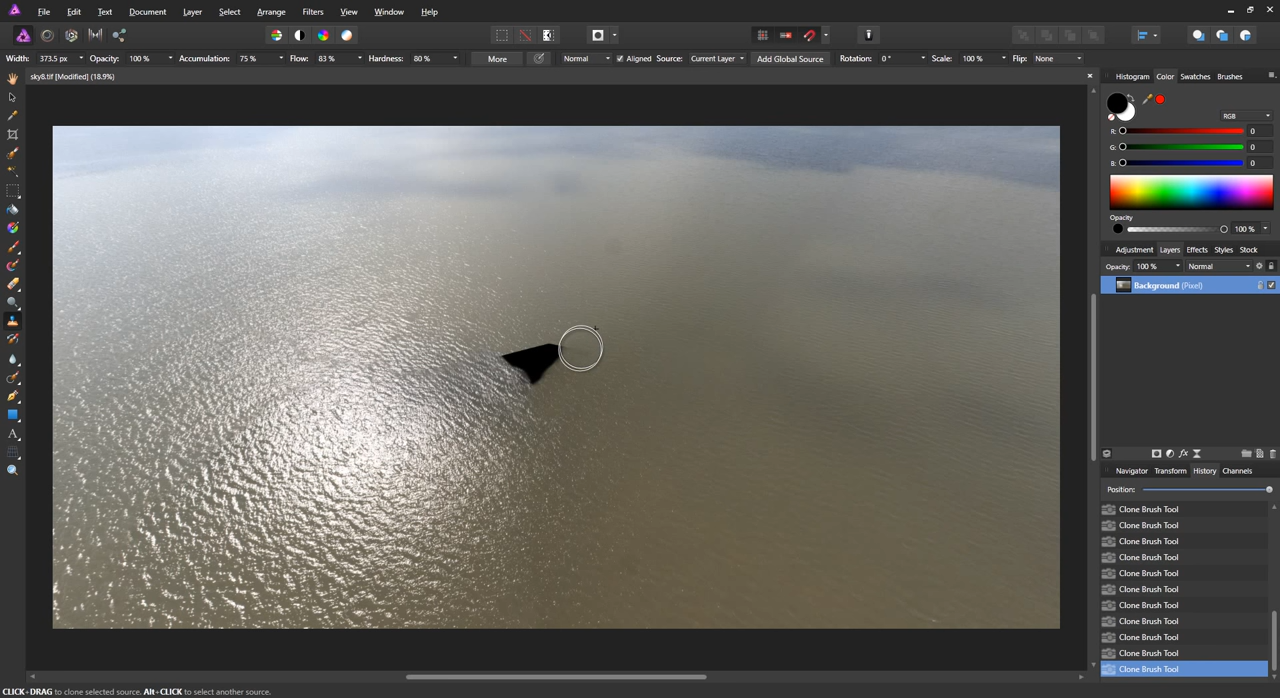 File Edit Text Document Layer Select Arrange Filters View Window Help
Width: 373.5 px Opacity: 100 % Accumulation: 75 % Flow: 83 % Hardness: 80 % More Normal Aligned Source: Current Layer Add Global Source Rotation: 0 ° Scale: 100 % Flip: None
sky8.tif [Modified] (18.9%)
Histogram Color Swatches Brushes
RGB
R: 0
G: 0
B: 0
Opacity
100 %
Adjustment Layers Effects Styles Stock
Opacity: 100 % Normal
Background (Pixel)
Navigator Transform History Channels
Position:
Clone Brush Tool
Clone Brush Tool
Clone Brush Tool
Clone Brush Tool
Clone Brush Tool
Clone Brush Tool
Clone Brush Tool
Clone Brush Tool
Clone Brush Tool
Clone Brush Tool
Clone Brush Tool
CLICK+DRAG to clone selected source. Alt+CLICK to select another source.